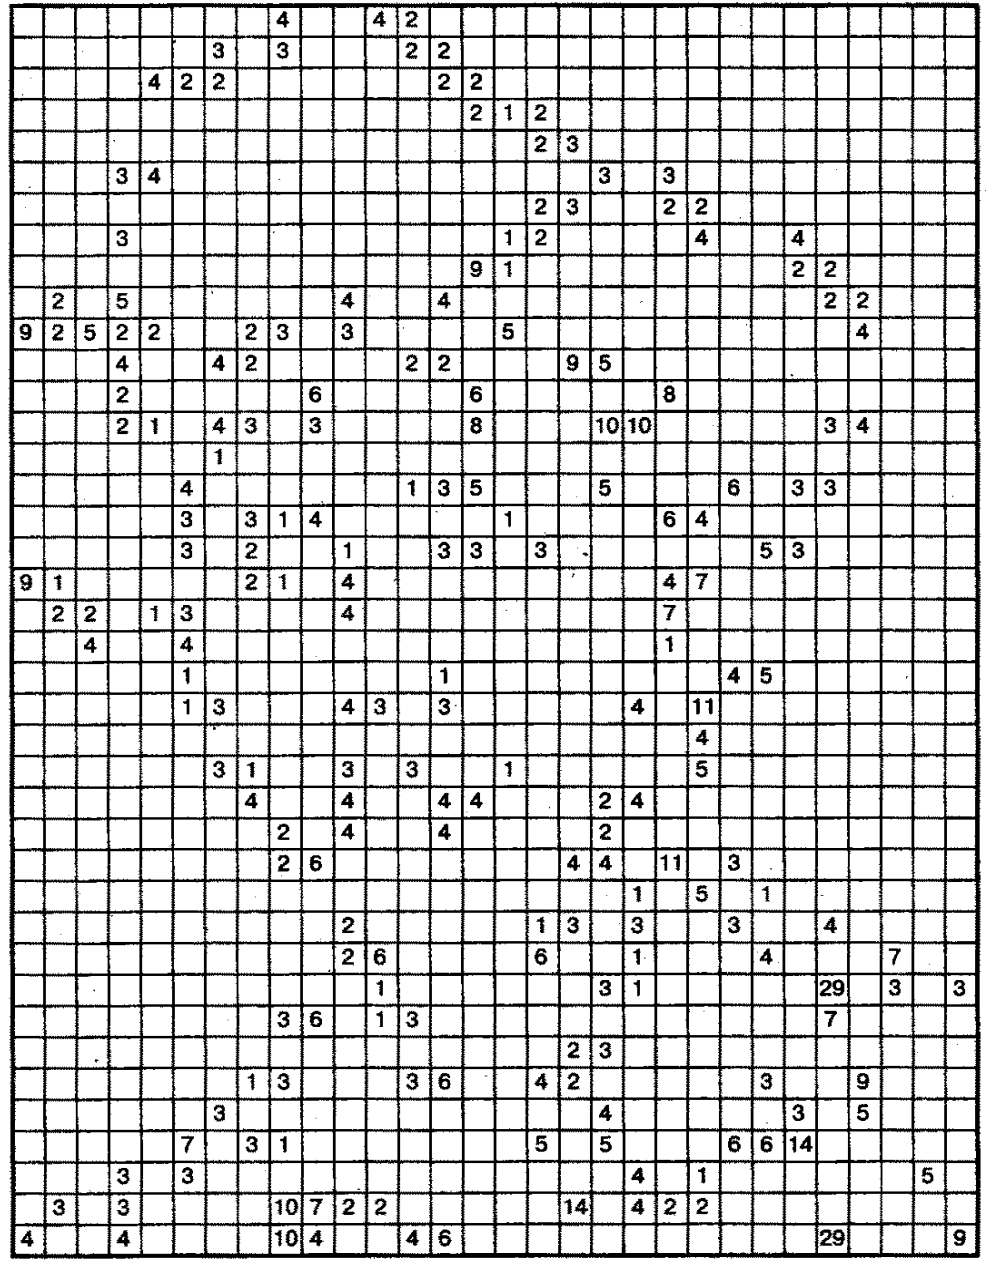 4 4 2
3 3 2 2
4 2 2 2 2
2 1 2
2 3
3 4 3 3
2 3 2 2
3 1 2 4 4
9 1 2 2
2 5 4 4 2 2
9 2 5 2 2 2 3 3 5 4
4 4 2 2 2 9 5
2 6 6 8
2 1 4 3 3 8 10 10 3 4
1
4 1 3 5 5 6 3 3
3 3 1 4 1 6 4
3 2 1 3 3 3 5 3
9 1 2 1 4 4 7
2 2 1 3 4 7
4 4 1
1 1 4 5
1 3 4 3 3 4 11
4
3 1 3 3 1 5
4 4 4 4 2 4
2 4 4 2
2 6 4 4 11 3
1 5 1
2 1 3 3 3 4
2 6 6 1 4 7
1 3 1 29 3 3
3 6 1 3 7
2 3
1 3 3 6 4 2 3 9
3 4 3 5
7 3 1 5 5 6 6 14
3 3 4 1 5
3 3 10 7 2 2 14 4 2 2
4 4 10 4 4 6 29 9